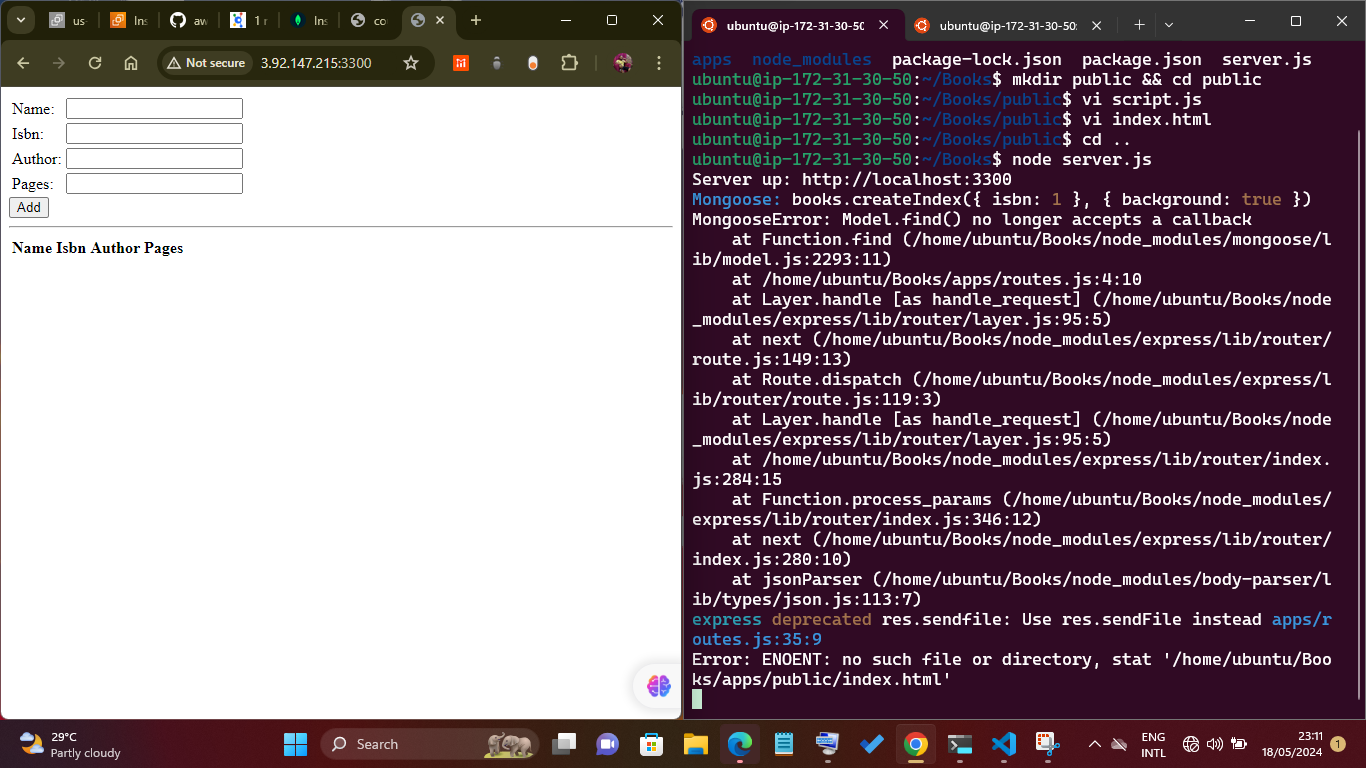 us-
Ins
aw
1 r
Ins
co
Not secure
3.92.147.215:3300
Name:
Isbn:
Author:
Pages:
Add
Name Isbn Author Pages
ubuntu@ip-172-31-30-50
ubuntu@ip-172-31-30-50:
apps node_modules package-lock.json package.json server.js
ubuntu@ip-172-31-30-50:~/Books$ mkdir public && cd public
ubuntu@ip-172-31-30-50:~/Books/public$ vi script.js
ubuntu@ip-172-31-30-50:~/Books/public$ vi index.html
ubuntu@ip-172-31-30-50:~/Books/public$ cd ..
ubuntu@ip-172-31-30-50:~/Books$ node server.js
Server up: http://localhost:3300
Mongoose: books.createIndex({ isbn: 1 }, { background: true })
MongooseError: Model.find() no longer accepts a callback
    at Function.find (/home/ubuntu/Books/node_modules/mongoose/l
ib/model.js:2293:11)
    at /home/ubuntu/Books/apps/routes.js:4:10
    at Layer.handle [as handle_request] (/home/ubuntu/Books/node
_modules/express/lib/router/layer.js:95:5)
    at next (/home/ubuntu/Books/node_modules/express/lib/router/
route.js:149:13)
    at Route.dispatch (/home/ubuntu/Books/node_modules/express/l
ib/router/route.js:119:3)
    at Layer.handle [as handle_request] (/home/ubuntu/Books/node
_modules/express/lib/router/layer.js:95:5)
    at /home/ubuntu/Books/node_modules/express/lib/router/index.
js:284:15
    at Function.process_params (/home/ubuntu/Books/node_modules/
express/lib/router/index.js:346:12)
    at next (/home/ubuntu/Books/node_modules/express/lib/router/
index.js:280:10)
    at jsonParser (/home/ubuntu/Books/node_modules/body-parser/l
ib/types/json.js:113:7)
express deprecated res.sendfile: Use res.sendFile instead apps/r
outes.js:35:9
Error: ENOENT: no such file or directory, stat '/home/ubuntu/Boo
ks/apps/public/index.html'
29°C
Partly cloudy
Search
ENG
INTL
23:11
18/05/2024
1